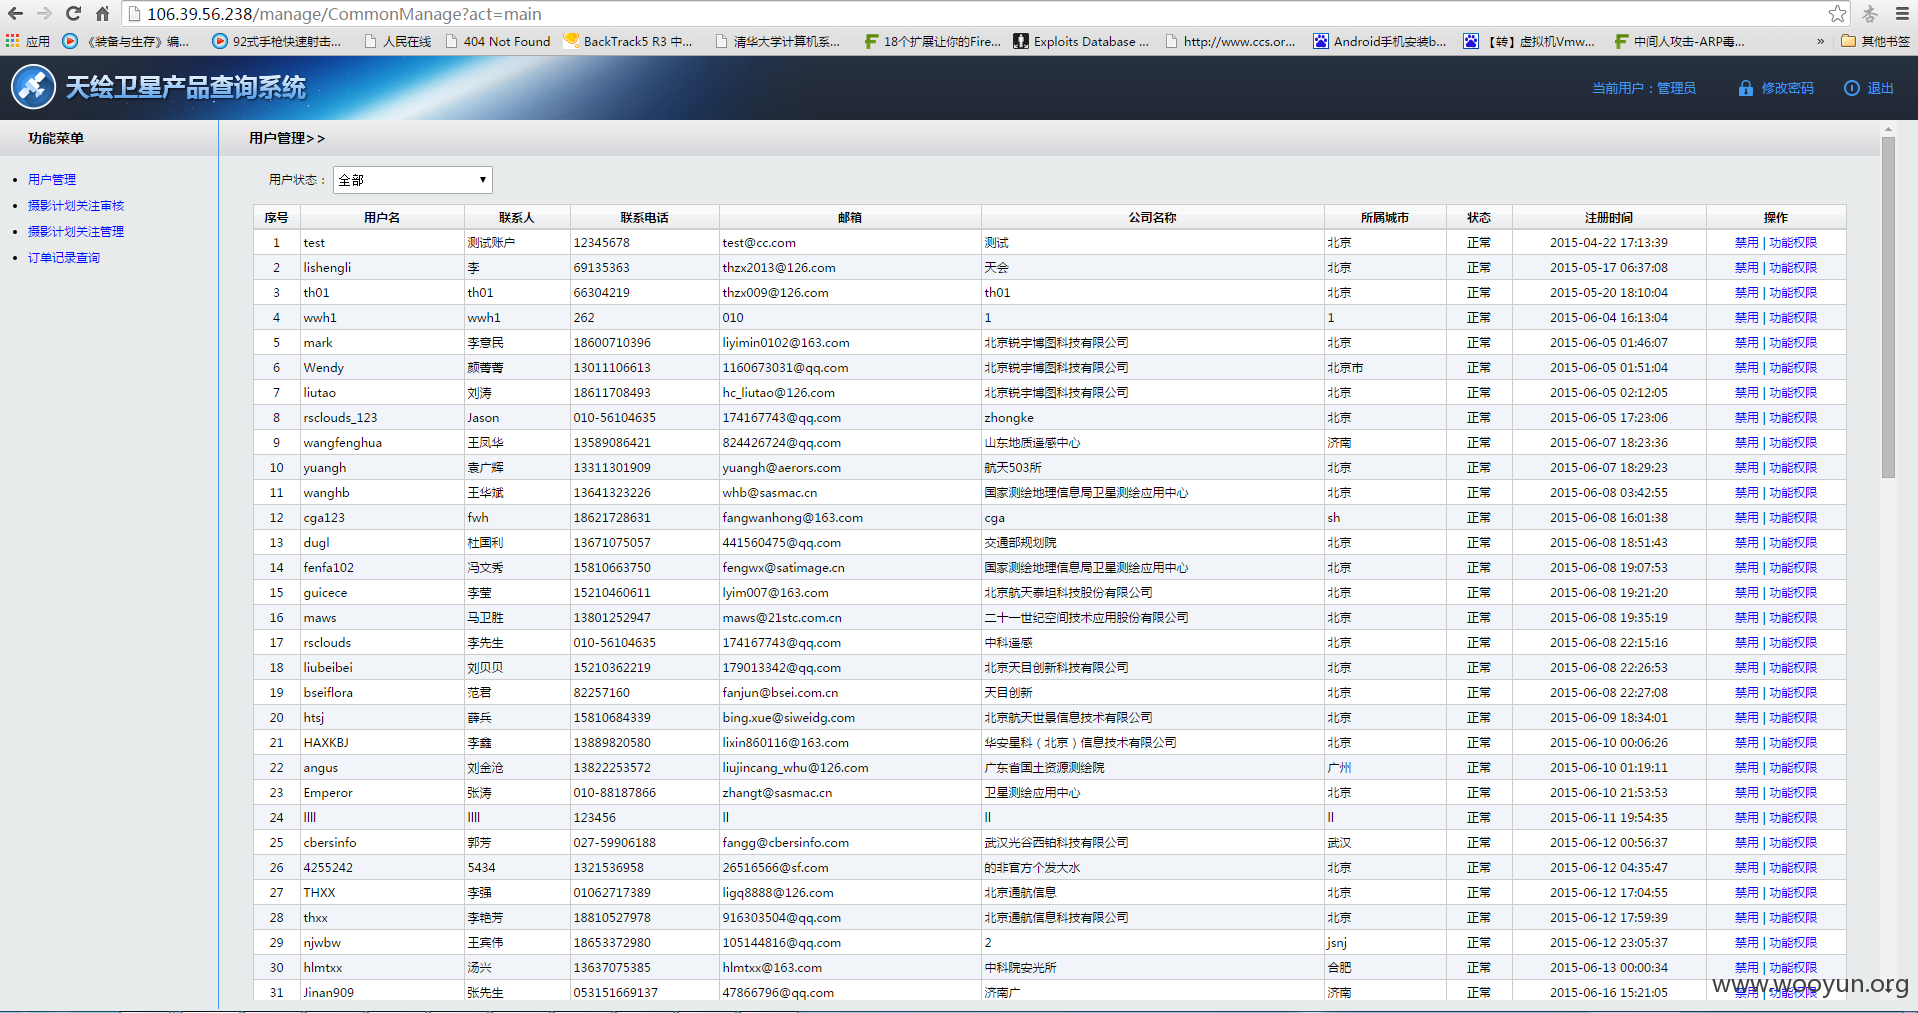 106.39.56.238/manage/CommonManage?act=main
应用 《装备与生存》编... 92式手枪快速射击... 人民在线 404 Not Found BackTrack5 R3 中... 清华大学计算机系... 18个扩展让你的Fire... Exploits Database ... http://www.ccs.or... Android手机安装b... 【转】虚拟机Vmw... 中间人攻击-ARP毒... » 其他书签
天绘卫星产品查询系统
当前用户：管理员 修改密码 退出
功能菜单
用户管理
摄影计划关注审核
摄影计划关注管理
订单记录查询
用户管理>>
用户状态： 全部
序号 用户名 联系人 联系电话 邮箱 公司名称 所属城市 状态 注册时间 操作
1 test 测试账户 12345678 test@cc.com 测试 北京 正常 2015-04-22 17:13:39 禁用 | 功能权限
2 lishengli 李 69135363 thzx2013@126.com 天会 北京 正常 2015-05-17 06:37:08 禁用 | 功能权限
3 th01 th01 66304219 thzx009@126.com th01 北京 正常 2015-05-20 18:10:04 禁用 | 功能权限
4 wwh1 wwh1 262 010 1 1 正常 2015-06-04 16:13:04 禁用 | 功能权限
5 mark 李意民 18600710396 liyimin0102@163.com 北京锐宇博图科技有限公司 北京 正常 2015-06-05 01:46:07 禁用 | 功能权限
6 Wendy 颜菁菁 13011106613 1160673031@qq.com 北京锐宇博图科技有限公司 北京市 正常 2015-06-05 01:51:04 禁用 | 功能权限
7 liutao 刘涛 18611708493 hc_liutao@126.com 北京锐宇博图科技有限公司 北京 正常 2015-06-05 02:12:05 禁用 | 功能权限
8 rsclouds_123 Jason 010-56104635 174167743@qq.com zhongke 北京 正常 2015-06-05 17:23:06 禁用 | 功能权限
9 wangfenghua 王凤华 13589086421 824426724@qq.com 山东地质遥感中心 济南 正常 2015-06-07 18:23:36 禁用 | 功能权限
10 yuangh 袁广辉 13311301909 yuangh@aerors.com 航天503所 北京 正常 2015-06-07 18:29:23 禁用 | 功能权限
11 wanghb 王华斌 13641323226 whb@sasmac.cn 国家测绘地理信息局卫星测绘应用中心 北京 正常 2015-06-08 03:42:55 禁用 | 功能权限
12 cga123 fwh 18621728631 fangwanhong@163.com cga sh 正常 2015-06-08 16:01:38 禁用 | 功能权限
13 dugl 杜国利 13671075057 441560475@qq.com 交通部规划院 北京 正常 2015-06-08 18:51:43 禁用 | 功能权限
14 fenfa102 冯文秀 15810663750 fengwx@satimage.cn 国家测绘地理信息局卫星测绘应用中心 北京 正常 2015-06-08 19:07:53 禁用 | 功能权限
15 guicece 李莹 15210460611 lyim007@163.com 北京航天泰坦科技股份有限公司 北京 正常 2015-06-08 19:21:20 禁用 | 功能权限
16 maws 马卫胜 13801252947 maws@21stc.com.cn 二十一世纪空间技术应用股份有限公司 北京 正常 2015-06-08 19:35:19 禁用 | 功能权限
17 rsclouds 李先生 010-56104635 174167743@qq.com 中科遥感 北京 正常 2015-06-08 22:15:16 禁用 | 功能权限
18 liubeibei 刘贝贝 15210362219 179013342@qq.com 北京天目创新科技有限公司 北京 正常 2015-06-08 22:26:53 禁用 | 功能权限
19 bseiflora 范君 82257160 fanjun@bsei.com.cn 天目创新 北京 正常 2015-06-08 22:27:08 禁用 | 功能权限
20 htsj 薛兵 15810684339 bing.xue@siweidg.com 北京航天世景信息技术有限公司 北京 正常 2015-06-09 18:34:01 禁用 | 功能权限
21 HAXKBJ 李鑫 13889820580 lixin860116@163.com 华安星科（北京）信息技术有限公司 北京 正常 2015-06-10 00:06:26 禁用 | 功能权限
22 angus 刘金沧 13822253572 liujincang_whu@126.com 广东省国土资源测绘院 广州 正常 2015-06-10 01:19:11 禁用 | 功能权限
23 Emperor 张涛 010-88187866 zhangt@sasmac.cn 卫星测绘应用中心 北京 正常 2015-06-10 21:53:53 禁用 | 功能权限
24 llll llll 123456 ll ll ll 正常 2015-06-11 19:54:35 禁用 | 功能权限
25 cbersinfo 郭芳 027-59906188 fangg@cbersinfo.com 武汉光谷西铂科技有限公司 武汉 正常 2015-06-12 00:56:37 禁用 | 功能权限
26 4255242 5434 1321536958 26516566@sf.com 的非官方个发大水 北京 正常 2015-06-12 04:35:47 禁用 | 功能权限
27 THXX 李强 01062717389 ligq8888@126.com 北京通航信息 北京 正常 2015-06-12 17:04:55 禁用 | 功能权限
28 thxx 李艳芳 18810527978 916303504@qq.com 北京通航信息科技有限公司 北京 正常 2015-06-12 17:59:39 禁用 | 功能权限
29 njwbw 王宾伟 18653372980 105144816@qq.com 2 jsnj 正常 2015-06-12 23:05:37 禁用 | 功能权限
30 hlmtxx 汤兴 13637075385 hlmtxx@163.com 中科院安光所 合肥 正常 2015-06-13 00:00:34 禁用 | 功能权限
31 Jinan909 张先生 053151669137 47866796@qq.com 济南广 济南 正常 2015-06-16 15:21:05 禁用 | 功能权限
www.wooyun.org